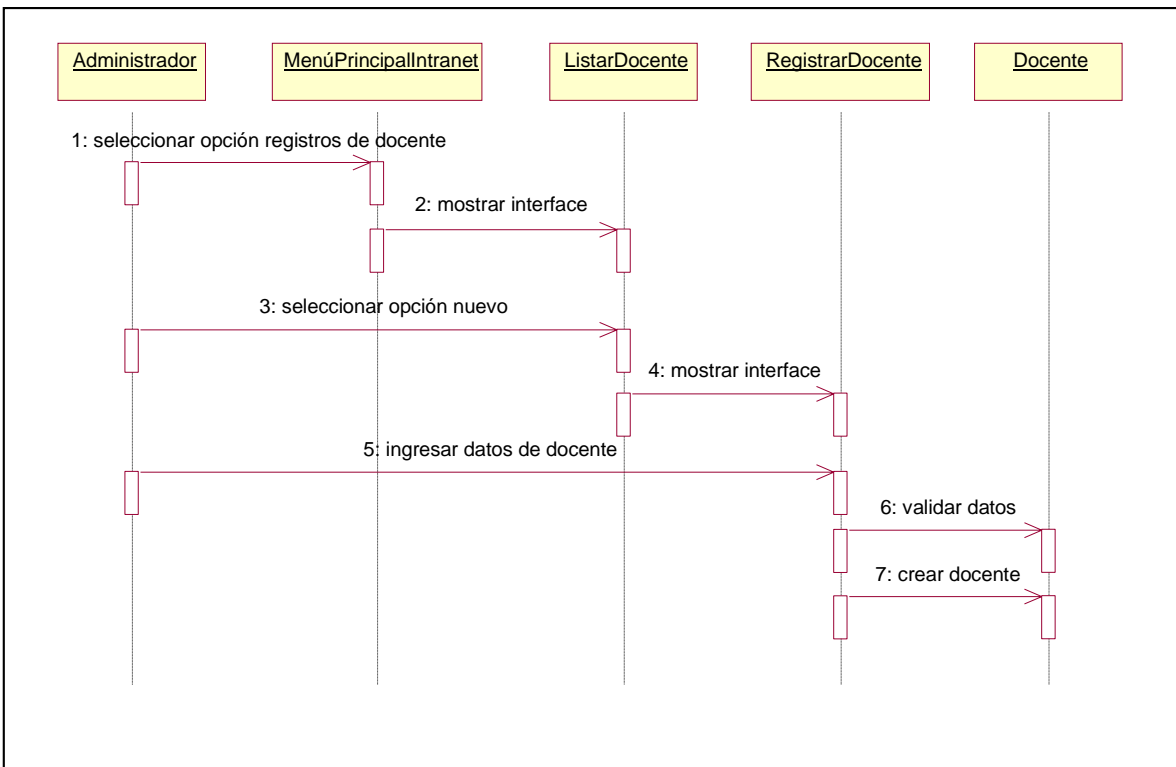 Administrador
MenúPrincipalIntranet
ListarDocente
RegistrarDocente
Docente
1: seleccionar opción registros de docente
2: mostrar interface
3: seleccionar opción nuevo
4: mostrar interface
5: ingresar datos de docente
6: validar datos
7: crear docente